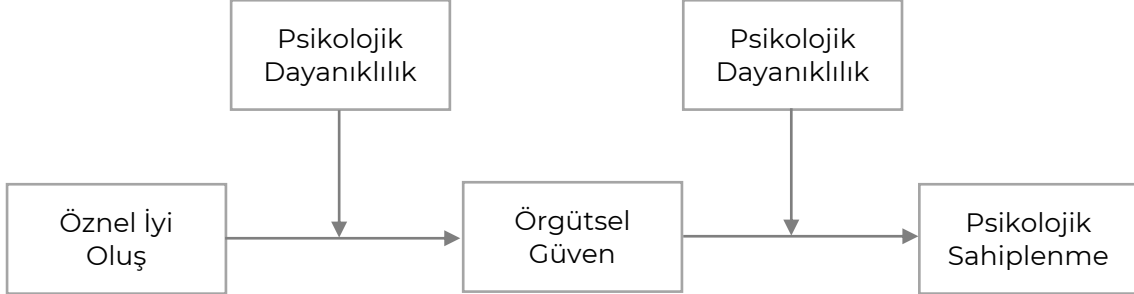 Psikolojik
Dayanıklılık
Psikolojik
Dayanıklılık
Öznel İyi
Oluş
Örgütsel
Güven
Psikolojik
Sahiplenme